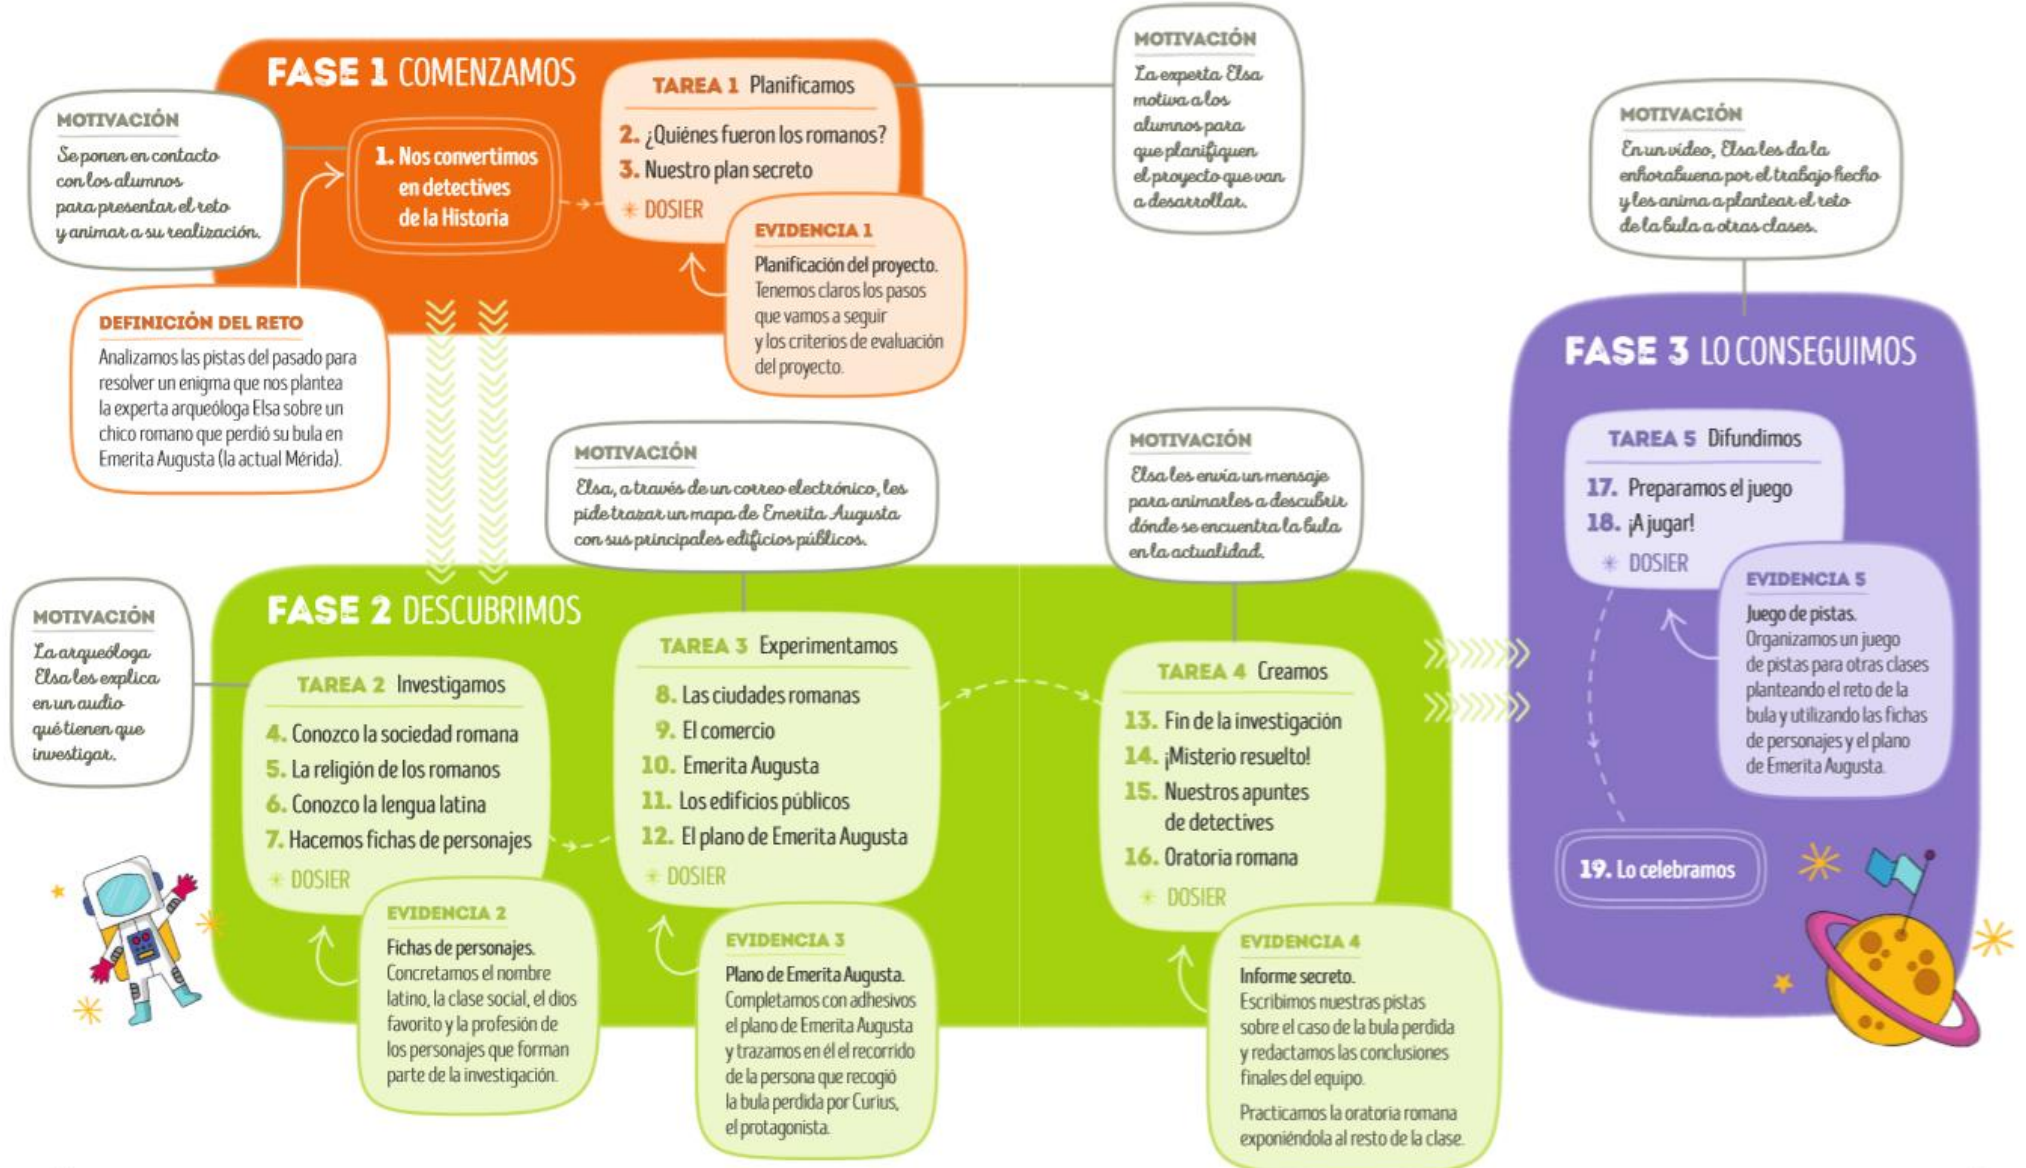 FASE 1 COMENZAMOS
MOTIVACIÓN
Se ponen en contacto
con los alumnos
para presentar el reto
y animar a su realización.
DEFINICIÓN DEL RETO
Analizamos las pistas del pasado para
resolver un enigma que nos plantea
la experta arqueóloga Elsa sobre un
chico romano que perdió su bula en
Emerita Augusta (la actual Mérida).
1. Nos convertimos
en detectives
de la Historia
TAREA 1 Planificamos
2. ¿Quiénes fueron los romanos?
3. Nuestro plan secreto
* DOSIER
EVIDENCIA 1
Planificación del proyecto.
Tenemos claros los pasos
que vamos a seguir
y los criterios de evaluación
del proyecto.
MOTIVACIÓN
La experta Elsa
motiva a los
alumnos para
que planifiquen
el proyecto que van
a desarrollar.
FASE 2 DESCUBRIMOS
MOTIVACIÓN
La arqueóloga
Elsa les explica
en un audio
qué tienen que
investigar.
TAREA 2 Investigamos
4. Conozco la sociedad romana
5. La religión de los romanos
6. Conozco la lengua latina
7. Hacemos fichas de personajes
* DOSIER
EVIDENCIA 2
Fichas de personajes.
Concretamos el nombre
latino, la clase social, el dios
favorito y la profesión de
los personajes que forman
parte de la investigación.
MOTIVACIÓN
Elsa, a través de un correo electrónico, les
pide trazar un mapa de Emerita Augusta
con sus principales edificios públicos.
TAREA 3 Experimentamos
8. Las ciudades romanas
9. El comercio
10. Emerita Augusta
11. Los edificios públicos
12. El plano de Emerita Augusta
* DOSIER
EVIDENCIA 3
Plano de Emerita Augusta.
Completamos con adhesivos
el plano de Emerita Augusta
y trazamos en él el recorrido
de la persona que recogió
la bula perdida por Curius,
el protagonista.
MOTIVACIÓN
Elsa les envía un mensaje
para animarles a descubrir
dónde se encuentra la bula
en la actualidad.
TAREA 4 Creamos
13. Fin de la investigación
14. ¡Misterio resuelto!
15. Nuestros apuntes
de detectives
16. Oratoria romana
* DOSIER
EVIDENCIA 4
Informe secreto.
Escribimos nuestras pistas
sobre el caso de la bula perdida
y redactamos las conclusiones
finales del equipo.
Practicamos la oratoria romana
exponiéndola al resto de la clase.
MOTIVACIÓN
En un vídeo, Elsa les da la
enhorabuena por el trabajo hecho
y les anima a plantear el reto
de la bula a otras clases.
FASE 3 LO CONSEGUIMOS
TAREA 5 Difundimos
17. Preparamos el juego
18. ¡A jugar!
* DOSIER
EVIDENCIA 5
Juego de pistas.
Organizamos un juego
de pistas para otras clases
planteando el reto de la
bula y utilizando las fichas
de personajes y el plano
de Emerita Augusta.
19. Lo celebramos